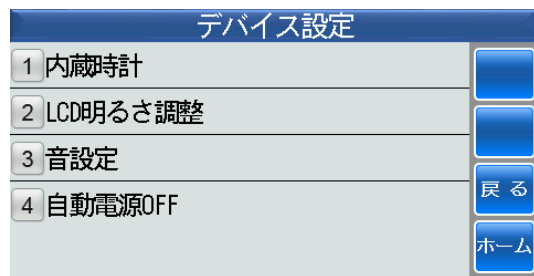 デバイス設定
1 内蔵時計
2 LCD明るさ調整
3 音設定
4 自動電源OFF
戻る
ホーム